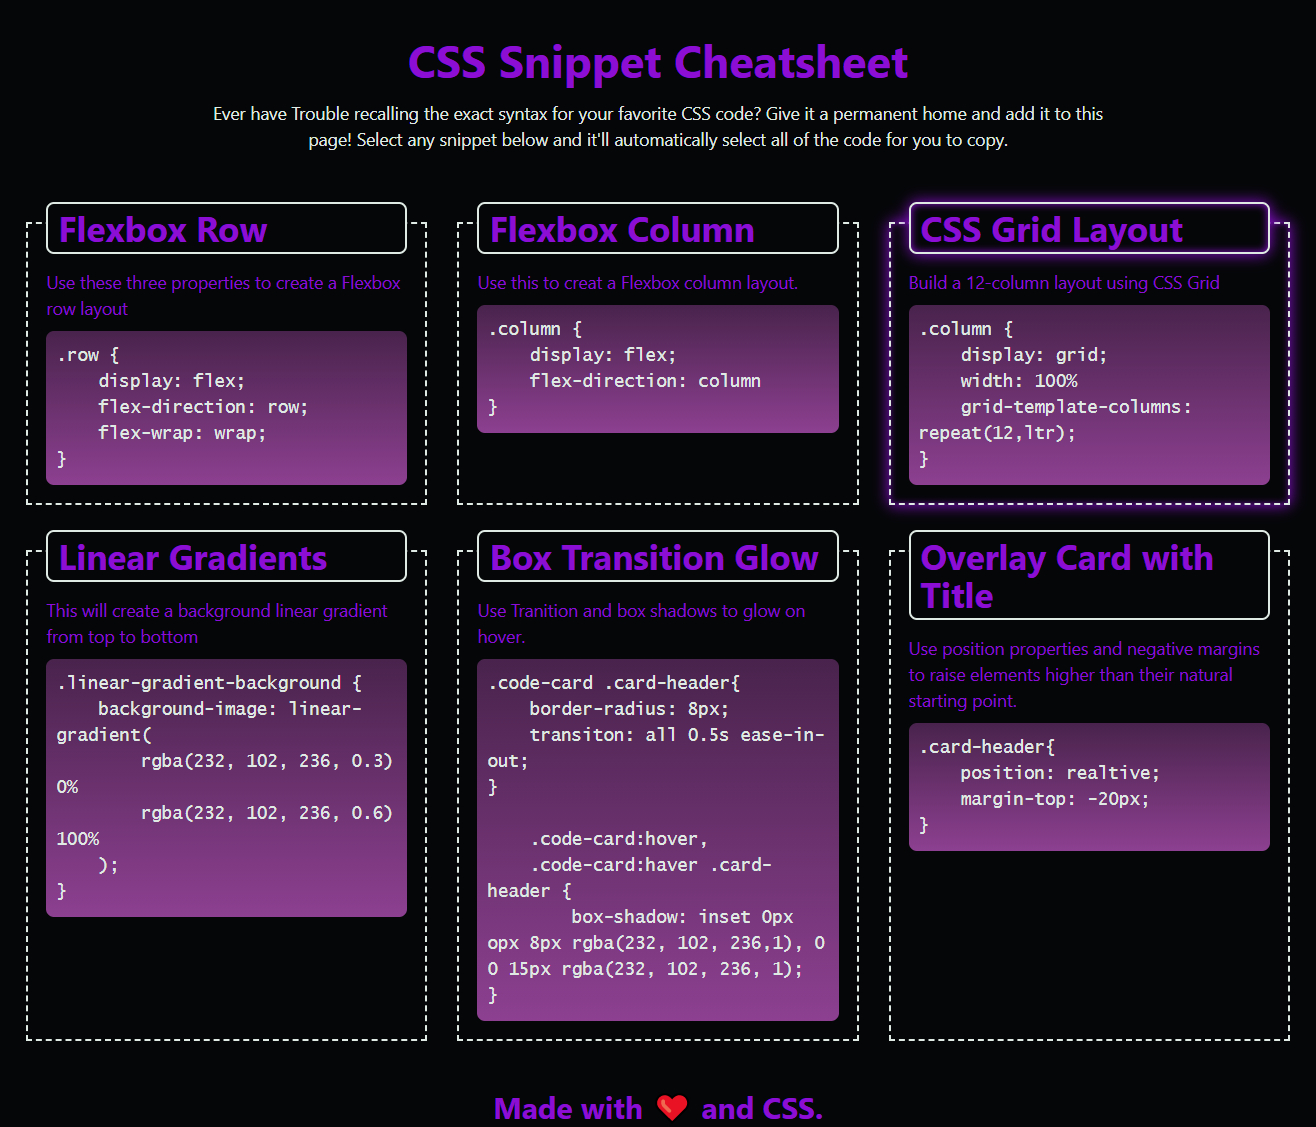 CSS Snippet Cheatsheet
Ever have Trouble recalling the exact syntax for your favorite CSS code? Give it a permanent home and add it to this
page! Select any snippet below and it'll automatically select all of the code for you to copy.
Flexbox Row
Use these three properties to create a Flexbox
row layout
.row {
    display: flex;
    flex-direction: row;
    flex-wrap: wrap;
}
Flexbox Column
Use this to creat a Flexbox column layout.
.column {
    display: flex;
    flex-direction: column
}
CSS Grid Layout
Build a 12-column layout using CSS Grid
.column {
    display: grid;
    width: 100%
    grid-template-columns:
repeat(12,ltr);
}
Linear Gradients
This will create a background linear gradient
from top to bottom
.linear-gradient-background {
    background-image: linear-
gradient(
        rgba(232, 102, 236, 0.3)
0%
        rgba(232, 102, 236, 0.6)
100%
    );
}
Box Transition Glow
Use Tranition and box shadows to glow on
hover.
.code-card .card-header{
    border-radius: 8px;
    transiton: all 0.5s ease-in-
out;
}
    .code-card:hover,
    .code-card:haver .card-
header {
        box-shadow: inset 0px
opx 8px rgba(232, 102, 236,1), 0
0 15px rgba(232, 102, 236, 1);
}
Overlay Card with
Title
Use position properties and negative margins
to raise elements higher than their natural
starting point.
.card-header{
    position: realtive;
    margin-top: -20px;
}
Made with ❤️ and CSS.